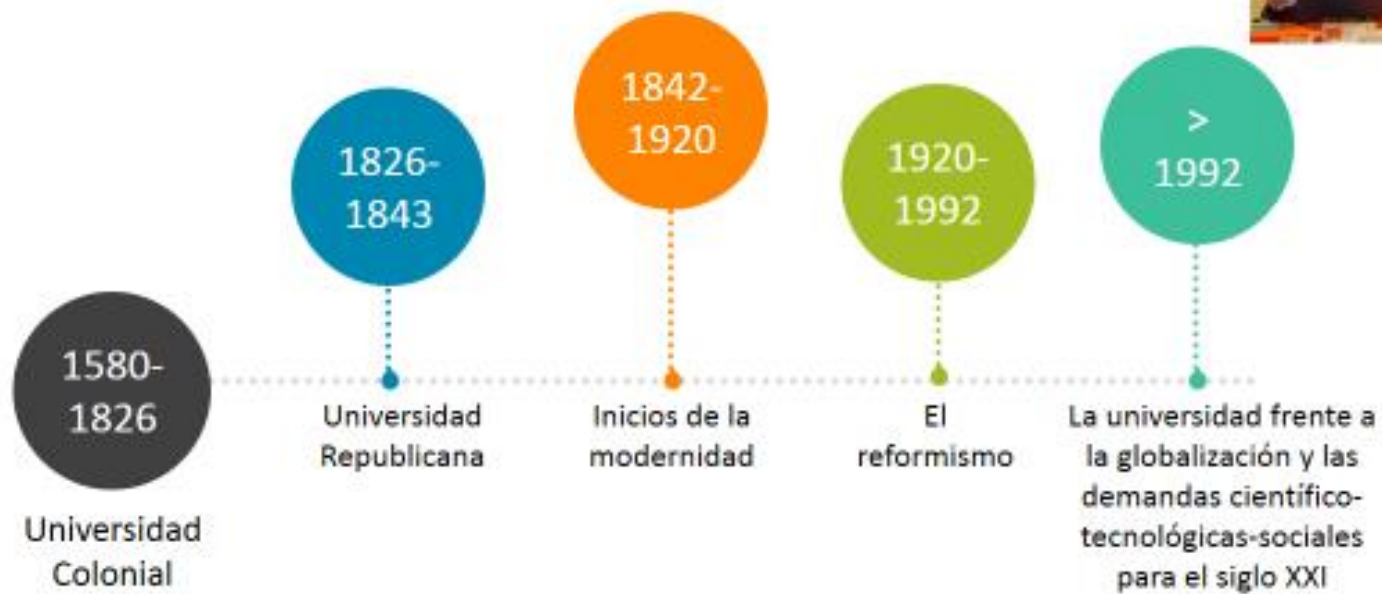 1580-
1826
Universidad
Colonial
1826-
1843
Universidad
Republicana
1842-
1920
Inicios de la
modernidad
1920-
1992
El
reformismo
>
1992
La universidad frente a
la globalización y las
demandas científico-
tecnológicas-sociales
para el siglo XXI